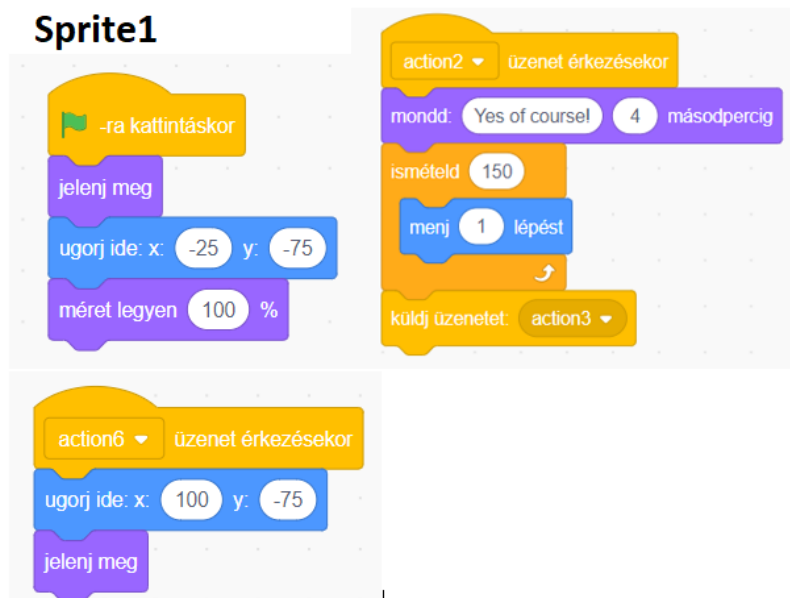 Sprite1
-ra kattintáskor
jelenj meg
ugorj ide: x: -25 y: -75
méret legyen 100 %
action2 üzenet érkezésekor
mondd: Yes of course! 4 másodpercig
ismételd 150
menj 1 lépést
küldj üzenetet: action3
action6 üzenet érkezésekor
ugorj ide: x: 100 y: -75
jelenj meg